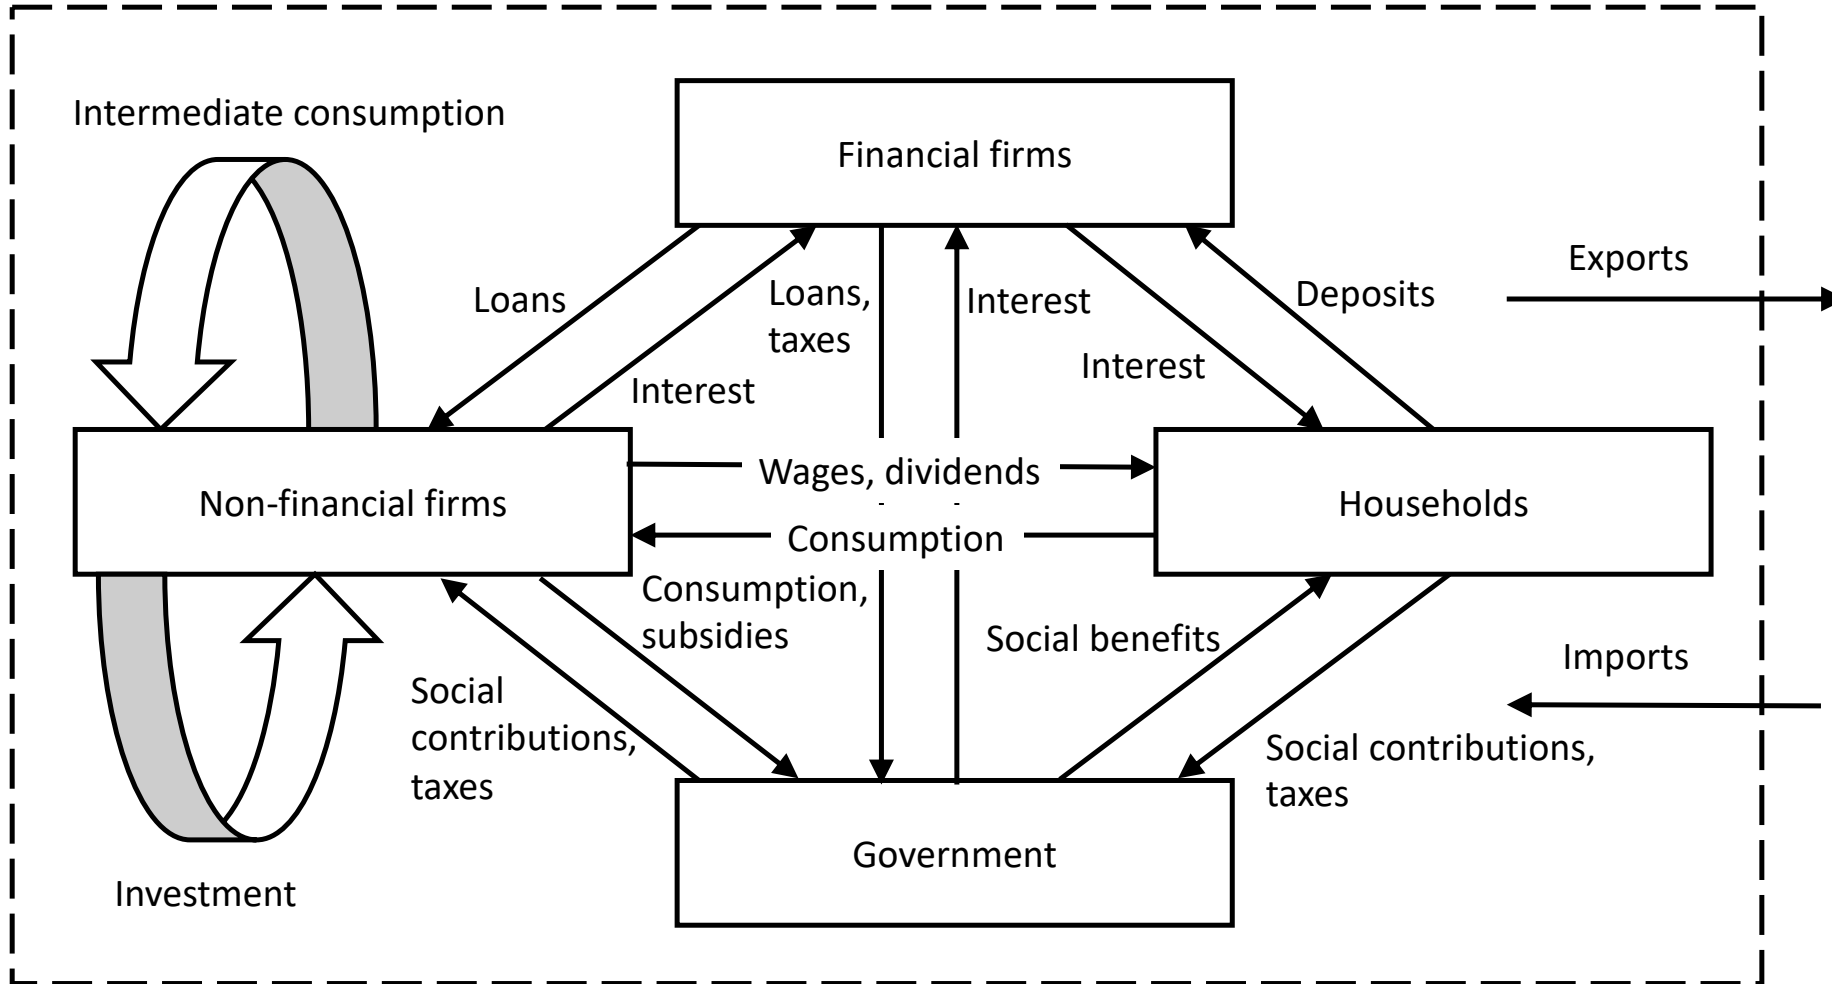 Intermediate consumption
Financial firms
Exports
Loans
Loans,
taxes
Interest
Deposits
Interest
Interest
Wages, dividends
Non-financial firms
Households
Consumption
Consumption,
subsidies
Social benefits
Imports
Social
contributions,
taxes
Social contributions,
taxes
Government
Investment